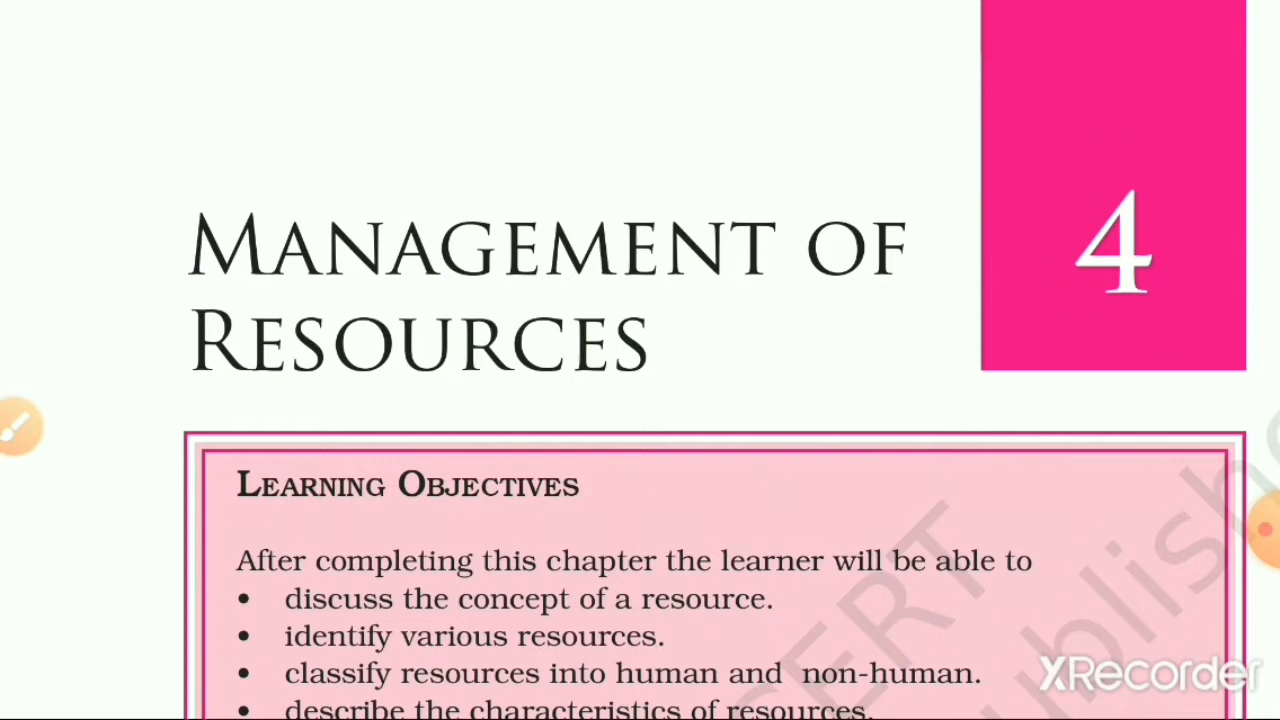 4
Management of
Resources
Learning Objectives
After completing this chapter the learner will be able to
• discuss the concept of a resource.
• identify various resources.
• classify resources into human and non-human.
• describe the characteristics of resources.
XRecorder